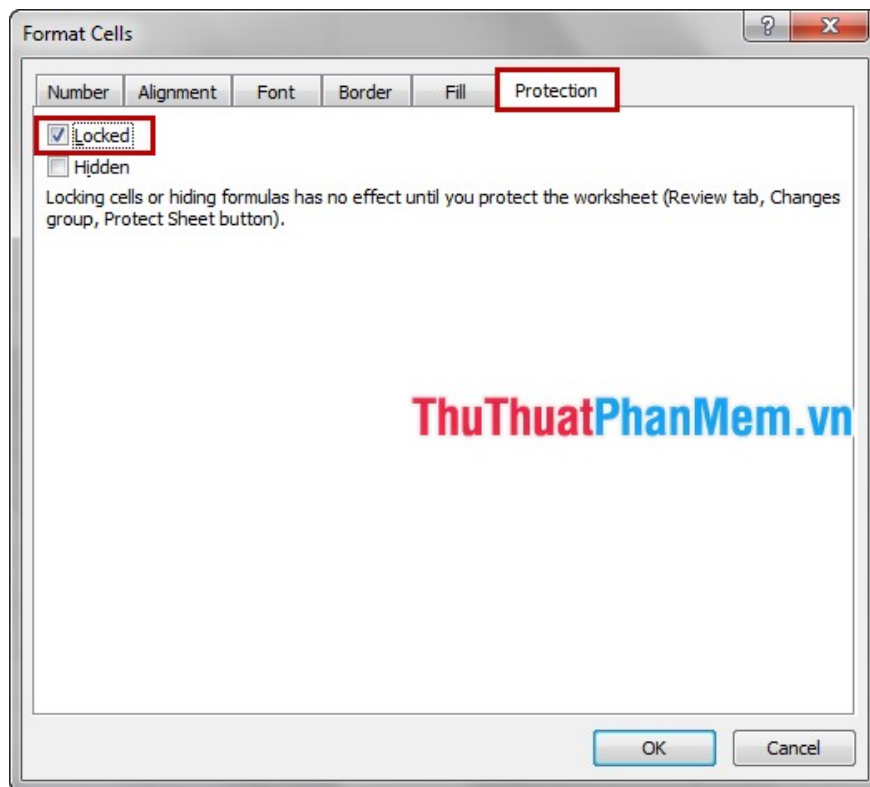 Format Cells
?
Number Alignment Font Border Fill Protection
Locked
Hidden
Locking cells or hiding formulas has no effect until you protect the worksheet (Review tab, Changes
group, Protect Sheet button).
ThuThuatPhanMem.vn
OK Cancel